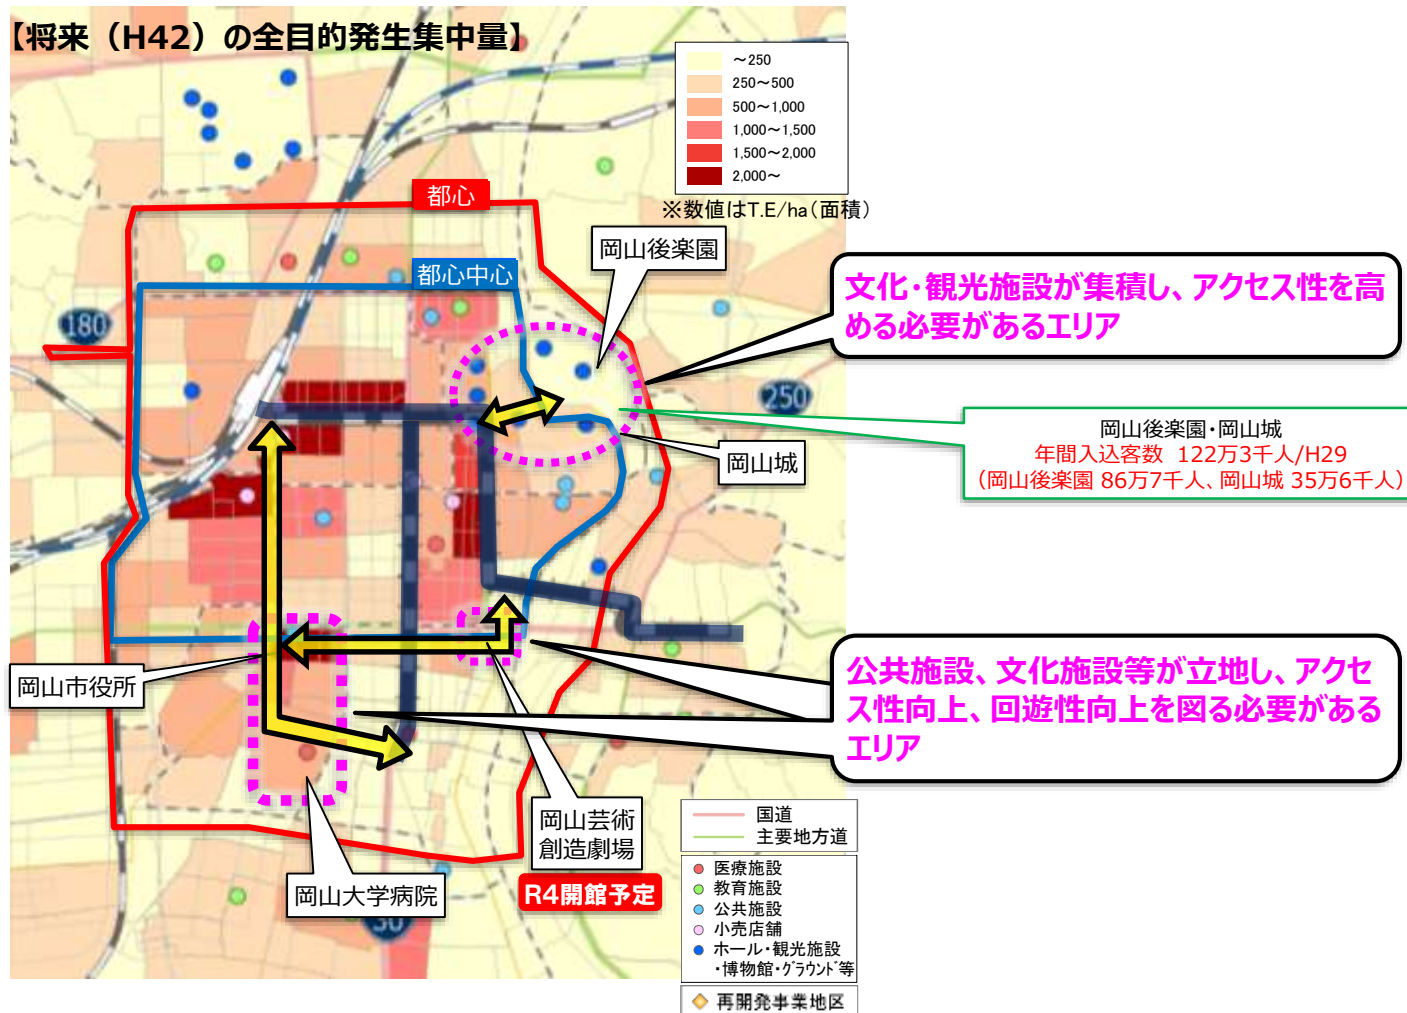 【将来（H42）の全目的発生集中量】
～250
250～500
500～1,000
1,000～1,500
1,500～2,000
2,000～
※数値はT.E/ha（面積）
都心
都心中心
岡山後楽園
文化・観光施設が集積し、アクセス性を高
める必要があるエリア
180
250
岡山後楽園・岡山城
年間入込客数 122万3千人/H29
（岡山後楽園 86万7千人、岡山城 35万6千人）
岡山城
岡山市役所
公共施設、文化施設等が立地し、アクセ
ス性向上、回遊性向上を図る必要がある
エリア
岡山芸術
創造劇場
R4開館予定
岡山大学病院
30
国道
主要地方道
医療施設
教育施設
公共施設
小売店舗
ホール・観光施設
・博物館・グラウンド等
再開発事業地区